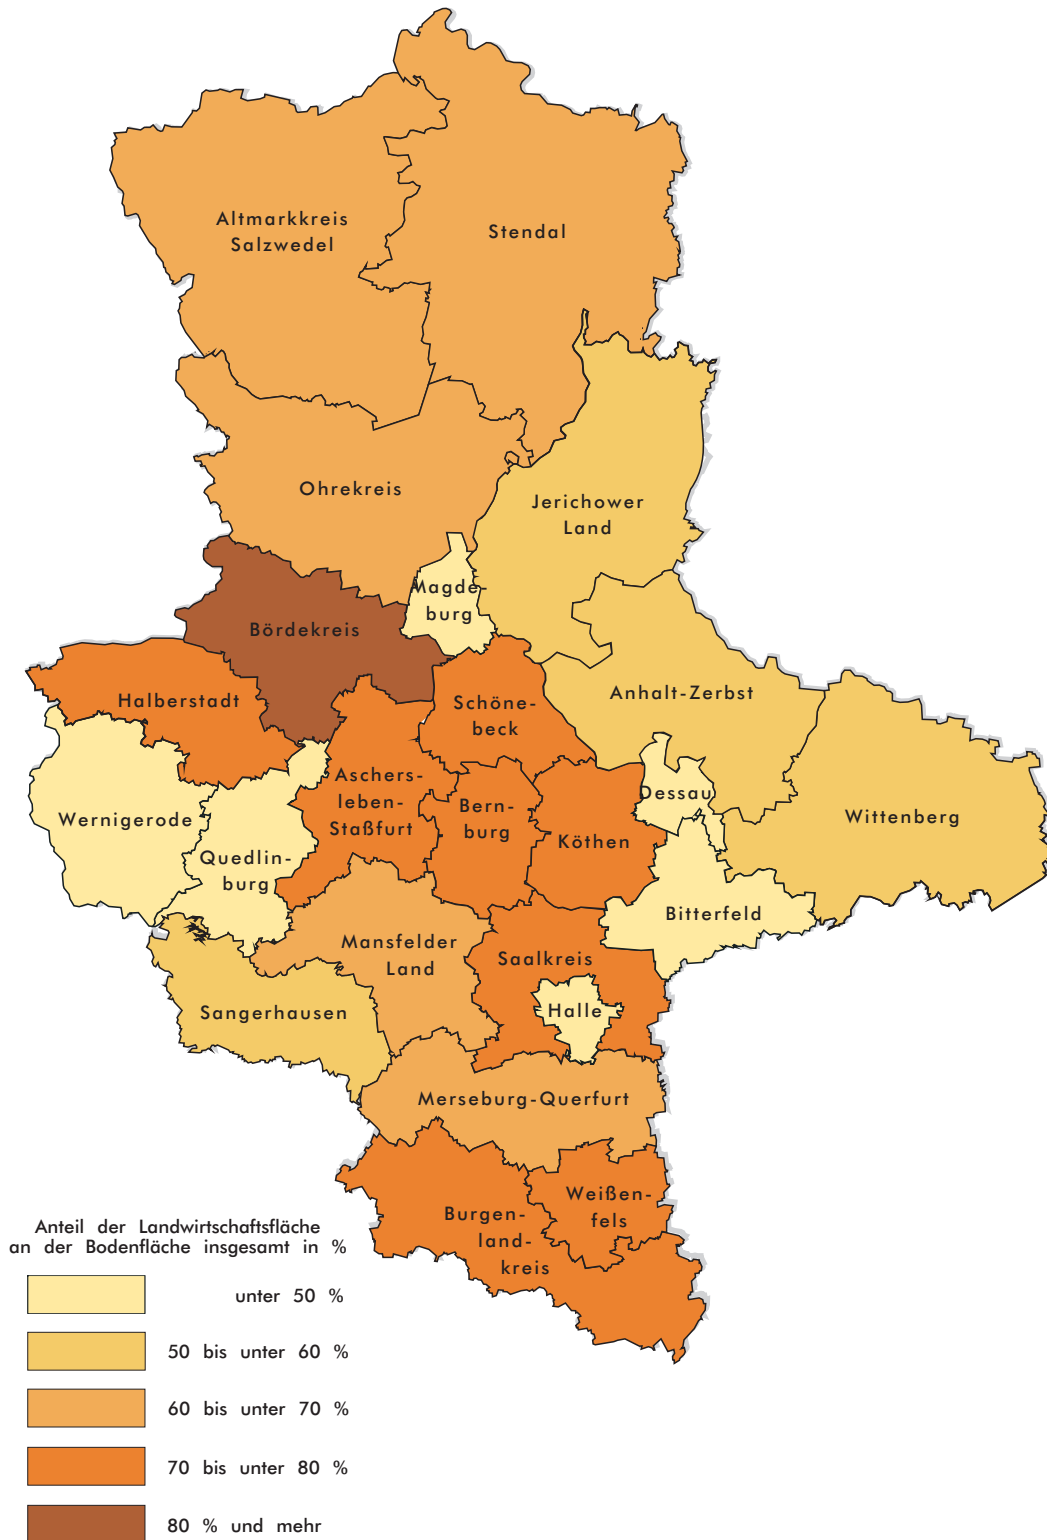 Altmarkkreis
Salzwedel
Stendal
Ohrekreis
Jerichower
Land
Magde-
burg
Bördekreis
Halberstadt
Schöne-
beck
Anhalt-Zerbst
Aschers-
leben-
Staßfurt
Bern-
burg
Dessau
Wernigerode
Köthen
Wittenberg
Quedlin-
burg
Bitterfeld
Mansfelder
Land
Saalkreis
Sangerhausen
Halle
Merseburg-Querfurt
Weißen-
fels
Burgen-
land-
kreis
Anteil der Landwirtschaftsfläche
an der Bodenfläche insgesamt in %
unter 50 %
50 bis unter 60 %
60 bis unter 70 %
70 bis unter 80 %
80 % und mehr